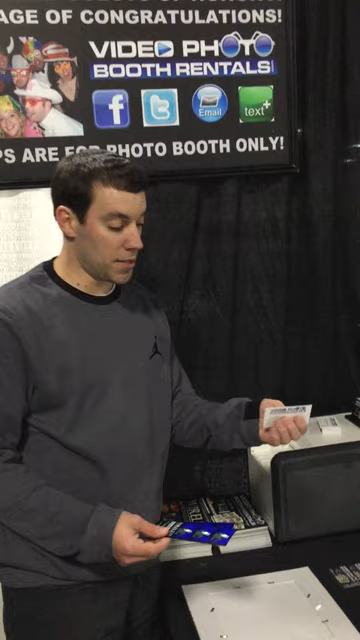 AGE OF CONGRATULATIONS!
VIDEO PHOTO
BOOTH RENTALS!
f
t
Email
text+
PS ARE FOR PHOTO BOOTH ONLY!